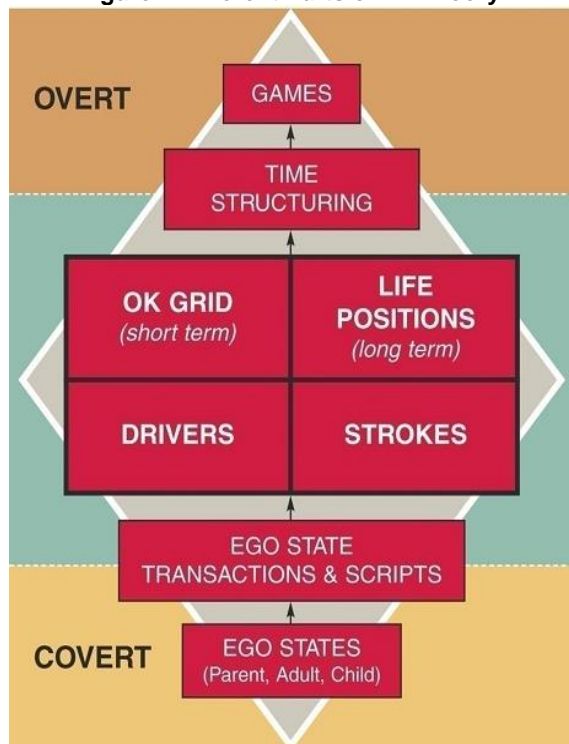 OVERT
GAMES
TIME
STRUCTURING
OK GRID
(short term)
LIFE
POSITIONS
(long term)
DRIVERS
STROKES
EGO STATE
TRANSACTIONS & SCRIPTS
COVERT
EGO STATES
(Parent, Adult, Child)